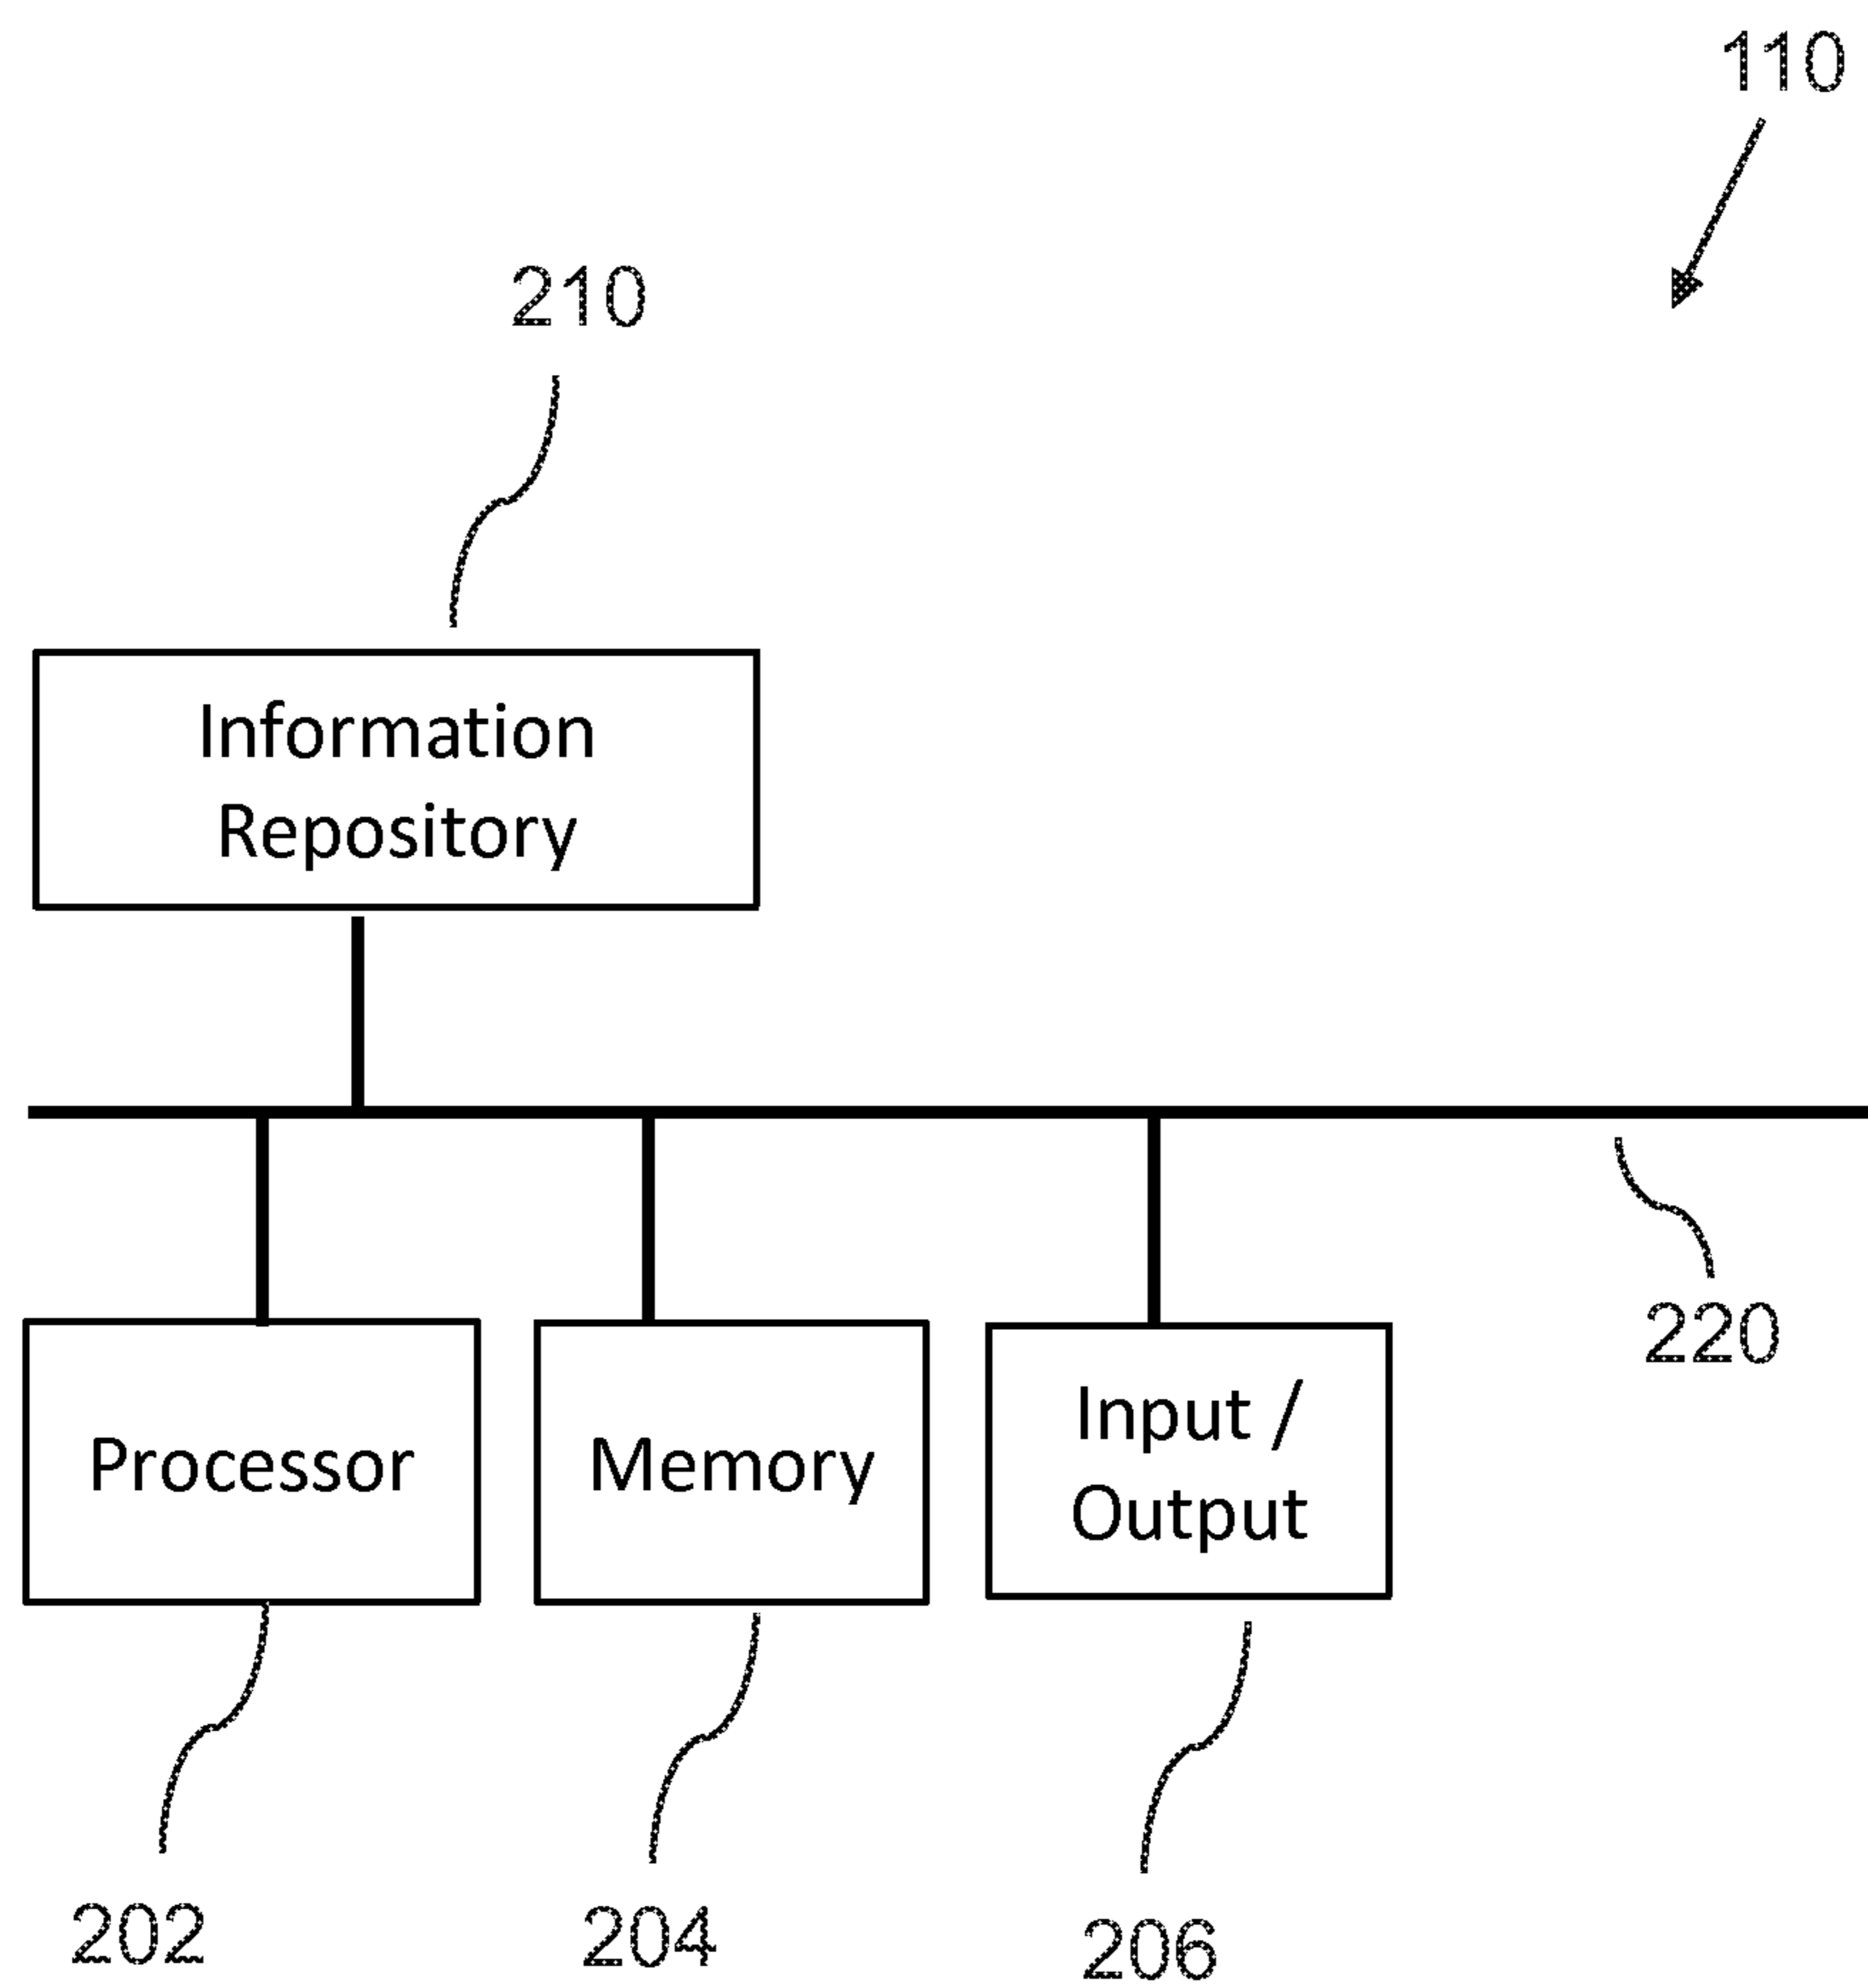 110
210
Information
Repository
220
Processor
Memory
Input /
Output
202
204
206